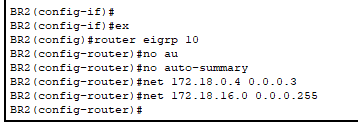 BR2(config-if)#
BR2(config-if)#ex
BR2(config)#router eigrp 10
BR2(config-router)#no au
BR2(config-router)#no auto-summary
BR2(config-router)#net 172.18.0.4 0.0.0.3
BR2(config-router)#net 172.18.16.0 0.0.0.255
BR2(config-router)#